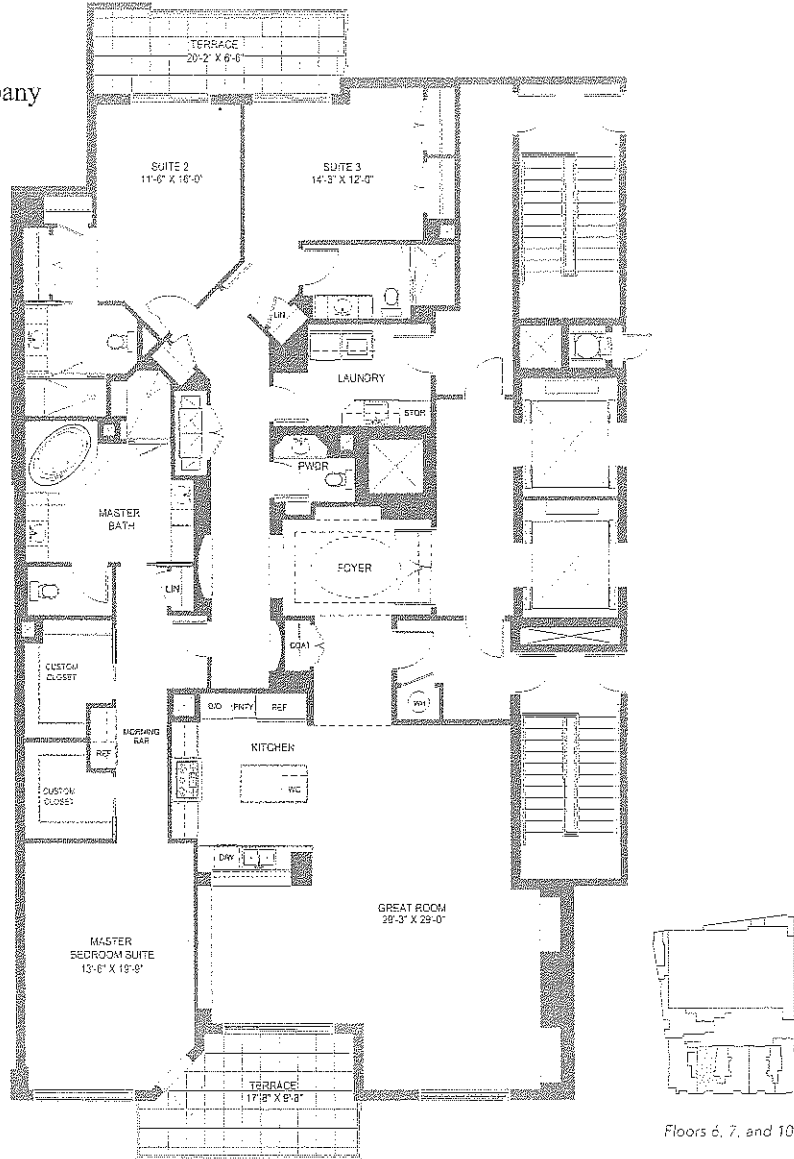 pany
TERRACE
20'-2" X 6'-6"
SUITE 2
11'-6" X 16'-0"
SUITE 3
14'-3" X 12'-0"
LIN.
LAUNDRY
STOR
PWDR
MASTER
BATH
FOYER
LIN
COAT
CUSTOM
CLOSET
WH
O/D
PNTY
REF
MORNING
BAR
KITCHEN
REF
CUSTOM
CLOSET
WC
D/W
GREAT ROOM
29'-0"
MASTER
BEDROOM SUITE
13'-6" X 19'-9"
TERRACE
17'-8" X 9'-8"
Floors 6, 7, and 10